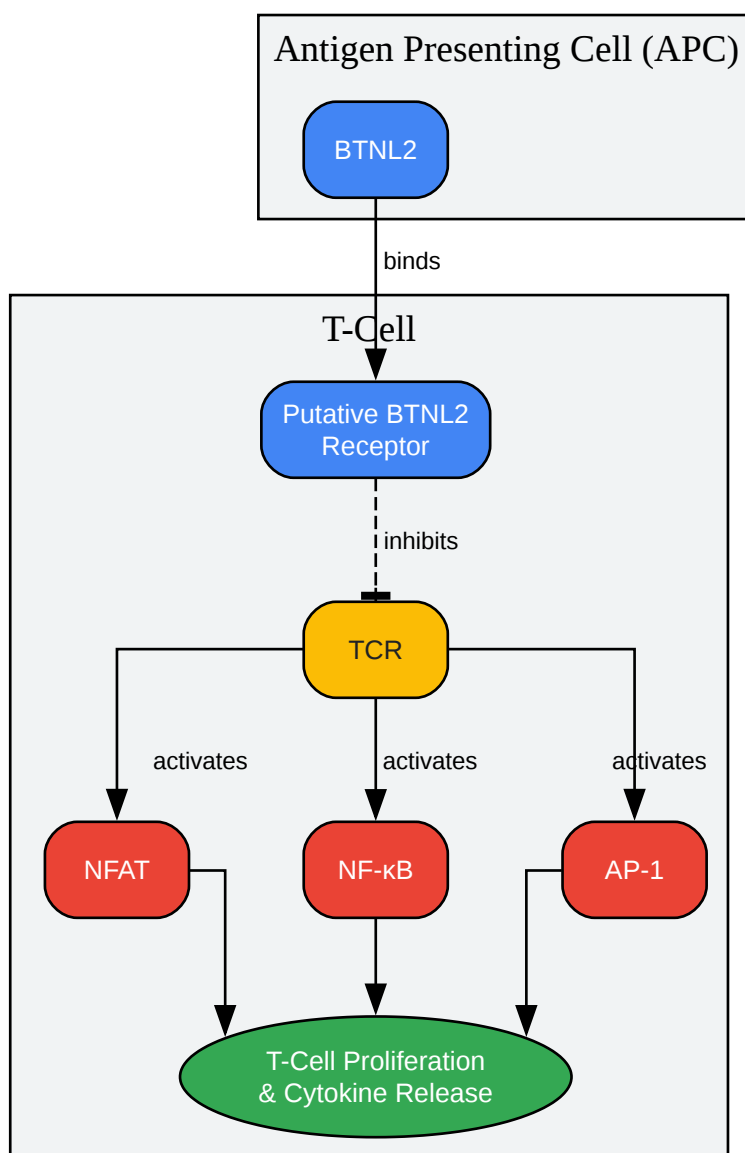 Antigen Presenting Cell (APC)
BTNL2
binds
T-Cell
Putative BTNL2
Receptor
inhibits
TCR
activates
activates
activates
NFAT
NF-κB
AP-1
T-Cell Proliferation
& Cytokine Release